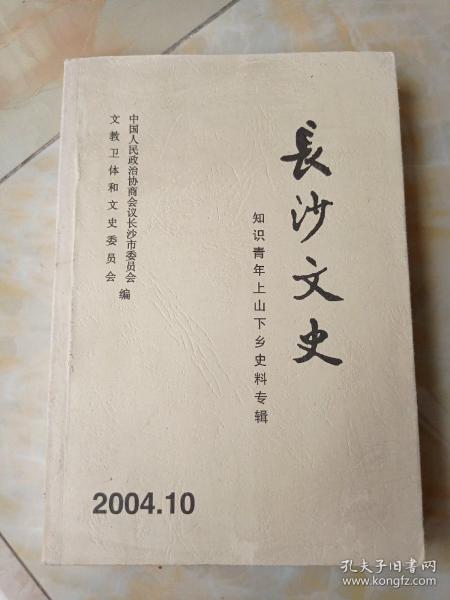 長沙文史
知识青年上山下乡史料专辑
中国人民政治协商会议长沙市委员会
文教卫体和文史委员会
编
2004.10
孔夫子旧书网
www.kongfz.com